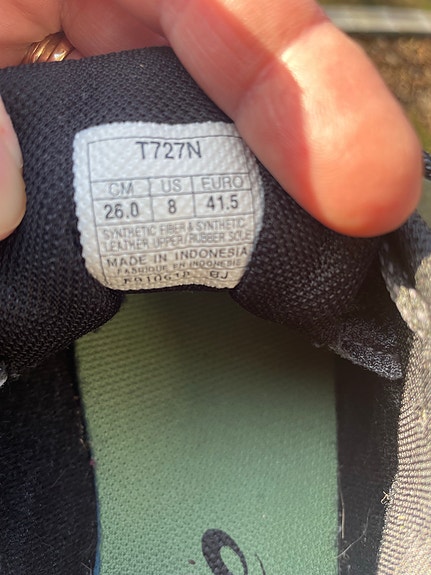 T727N
CM US EURO
26.0 8 41.5
SYNTHETIC FIBER & SYNTHETIC
LEATHER UPPER/RUBBER SOLE
MADE IN INDONESIA
FABRIQUE EN INDONESIE
BJ